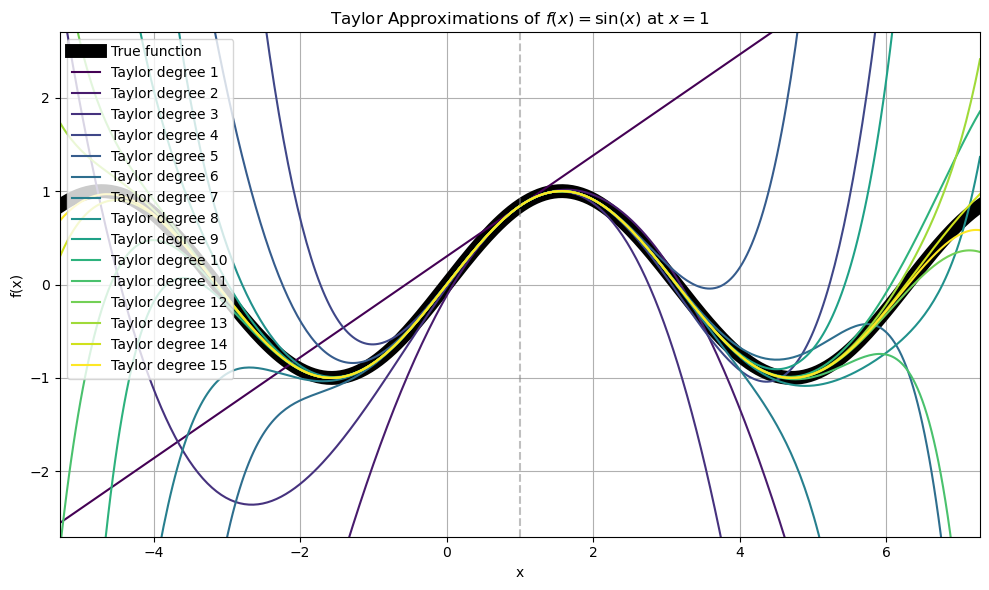 Taylor Approximations of f(x) = sin(x) at x = 1
True function
Taylor degree 1
Taylor degree 2
Taylor degree 3
Taylor degree 4
Taylor degree 5
Taylor degree 6
Taylor degree 7
Taylor degree 8
Taylor degree 9
Taylor degree 10
Taylor degree 11
Taylor degree 12
Taylor degree 13
Taylor degree 14
Taylor degree 15
f(x)
2
1
0
−1
−2
−4 −2 0 2 4 6
x